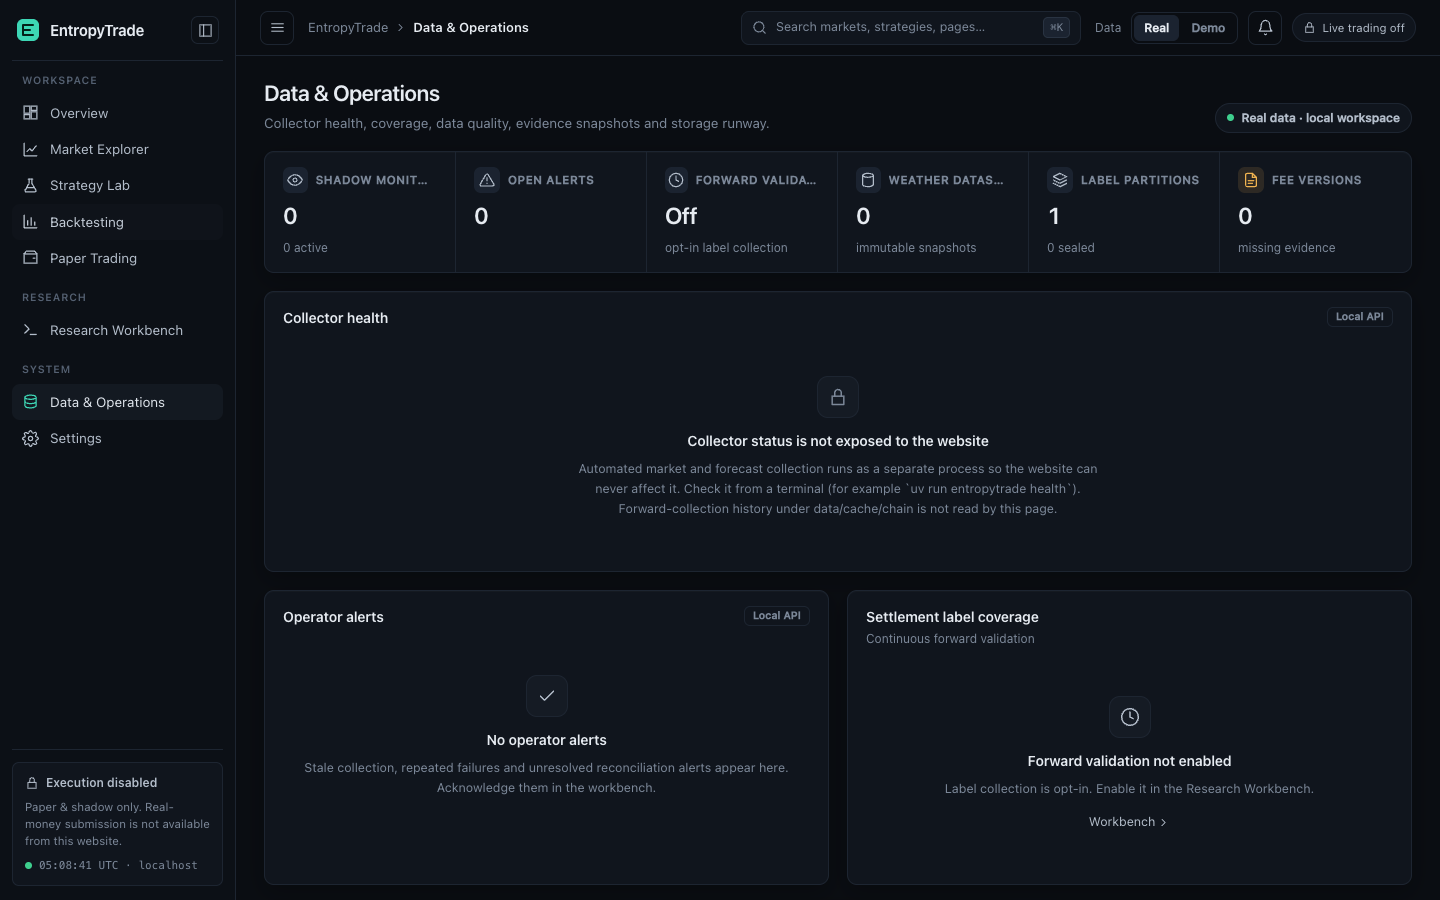 EntropyTrade
WORKSPACE
Overview
Market Explorer
Strategy Lab
Backtesting
Paper Trading
RESEARCH
Research Workbench
SYSTEM
Data & Operations
Settings
Execution disabled
Paper & shadow only. Real-
money submission is not available
from this website.
05:08:41 UTC · localhost
EntropyTrade > Data & Operations
Search markets, strategies, pages... ⌘K
Data Real Demo
Live trading off
Data & Operations
Collector health, coverage, data quality, evidence snapshots and storage runway.
Real data · local workspace
SHADOW MONIT...
0
0 active
OPEN ALERTS
0
FORWARD VALIDA...
Off
opt-in label collection
WEATHER DATAS...
0
immutable snapshots
LABEL PARTITIONS
1
0 sealed
FEE VERSIONS
0
missing evidence
Collector health
Local API
Collector status is not exposed to the website
Automated market and forecast collection runs as a separate process so the website can
never affect it. Check it from a terminal (for example `uv run entropytrade health`).
Forward-collection history under data/cache/chain is not read by this page.
Operator alerts
Local API
No operator alerts
Stale collection, repeated failures and unresolved reconciliation alerts appear here.
Acknowledge them in the workbench.
Settlement label coverage
Continuous forward validation
Forward validation not enabled
Label collection is opt-in. Enable it in the Research Workbench.
Workbench >